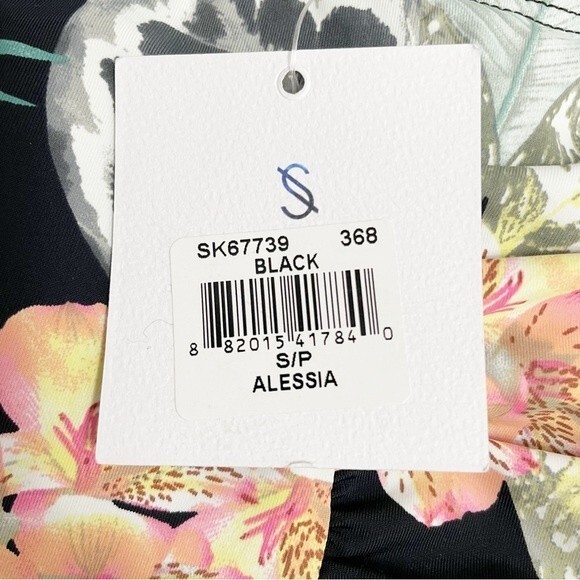 S
SK67739 368
BLACK
8 82015 41784 0
S/P
ALESSIA